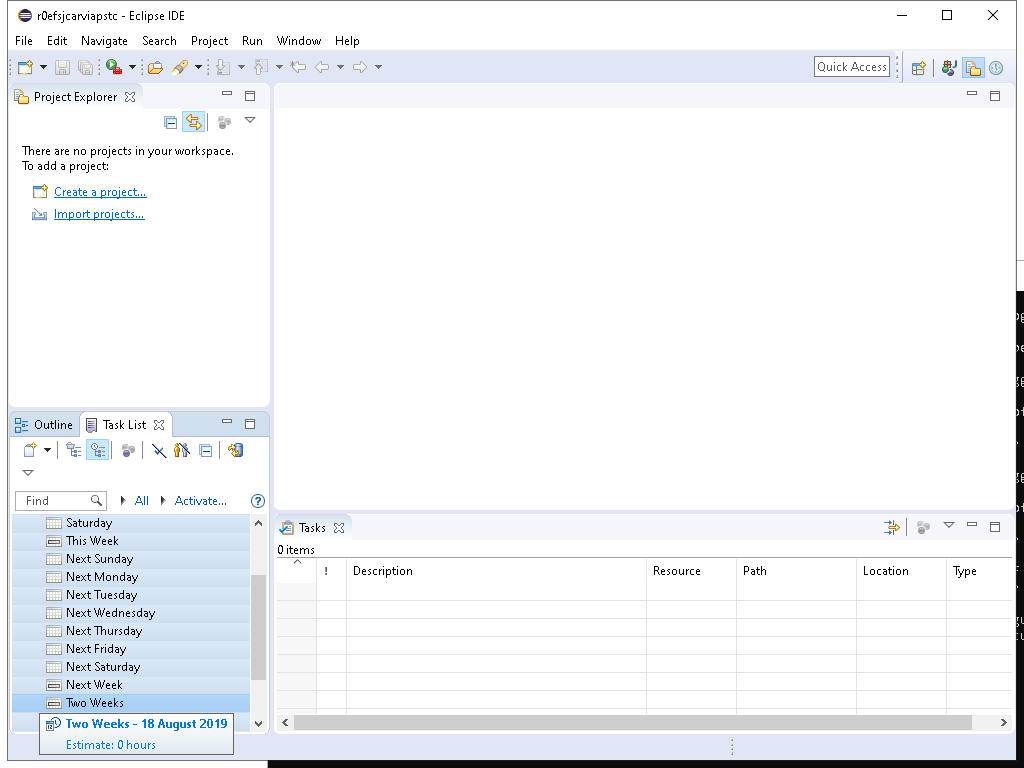 r0efsjcarviapstc - Eclipse IDE
File Edit Navigate Search Project Run Window Help
Quick Access
Project Explorer
There are no projects in your workspace.
To add a project:
Create a project...
Import projects...
Outline Task List
Find All Activate...
Saturday
This Week
Next Sunday
Next Monday
Next Tuesday
Next Wednesday
Next Thursday
Next Friday
Next Saturday
Next Week
Two Weeks
Two Weeks - 18 August 2019
Estimate: 0 hours
Tasks
0 items
! Description Resource Path Location Type